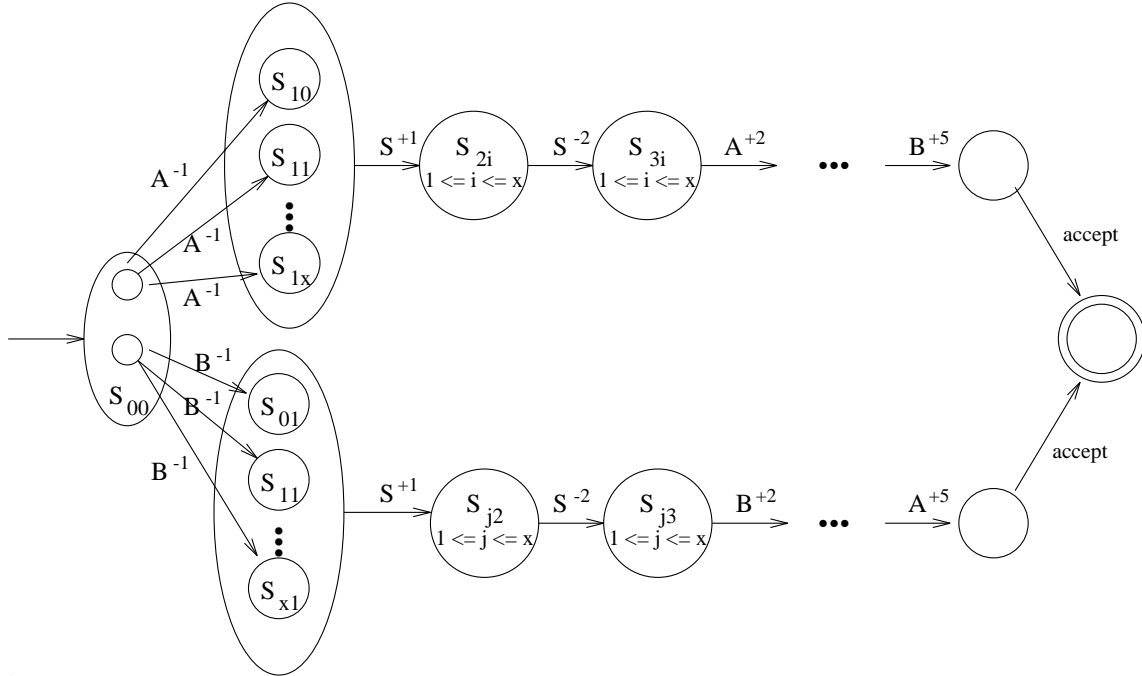 S10
A-1
S11
A-1
S1x
A-1
S+1
S2i
1 <= i <= x
S-2
S3i
1 <= i <= x
A+2
•••
B+5
accept
S00
B-1
S01
B-1
S11
B-1
Sx1
S+1
Sj2
1 <= j <= x
S-2
Sj3
1 <= j <= x
B+2
•••
A+5
accept